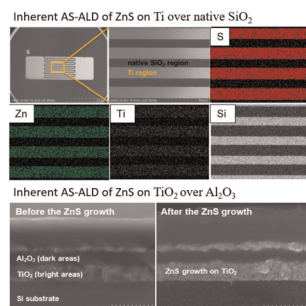 Inherent AS-ALD of ZnS on Ti over native SiO₂
S
native SiO₂ region
Ti region
Zn
Ti
Si
Inherent AS-ALD of ZnS on TiO₂ over Al₂O₃
Before the ZnS growth
After the ZnS growth
Al₂O₃ (dark areas)
TiO₂ (bright areas)
ZnS growth on TiO₂
Si substrate